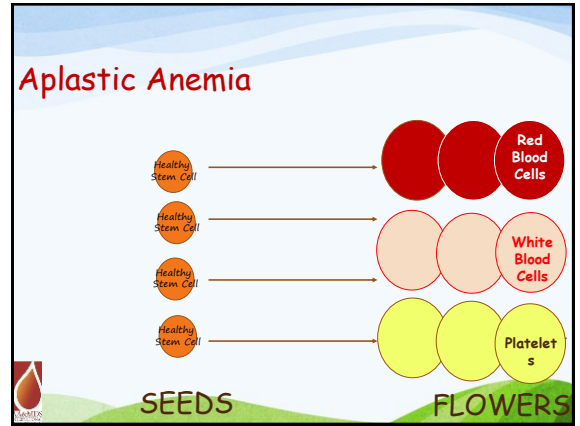 Aplastic Anemia
Healthy
Stem Cell
Red
Blood
Cells
Healthy
Stem Cell
White
Blood
Cells
Healthy
Stem Cell
Healthy
Stem Cell
Platelet
s
SEEDS
FLOWERS